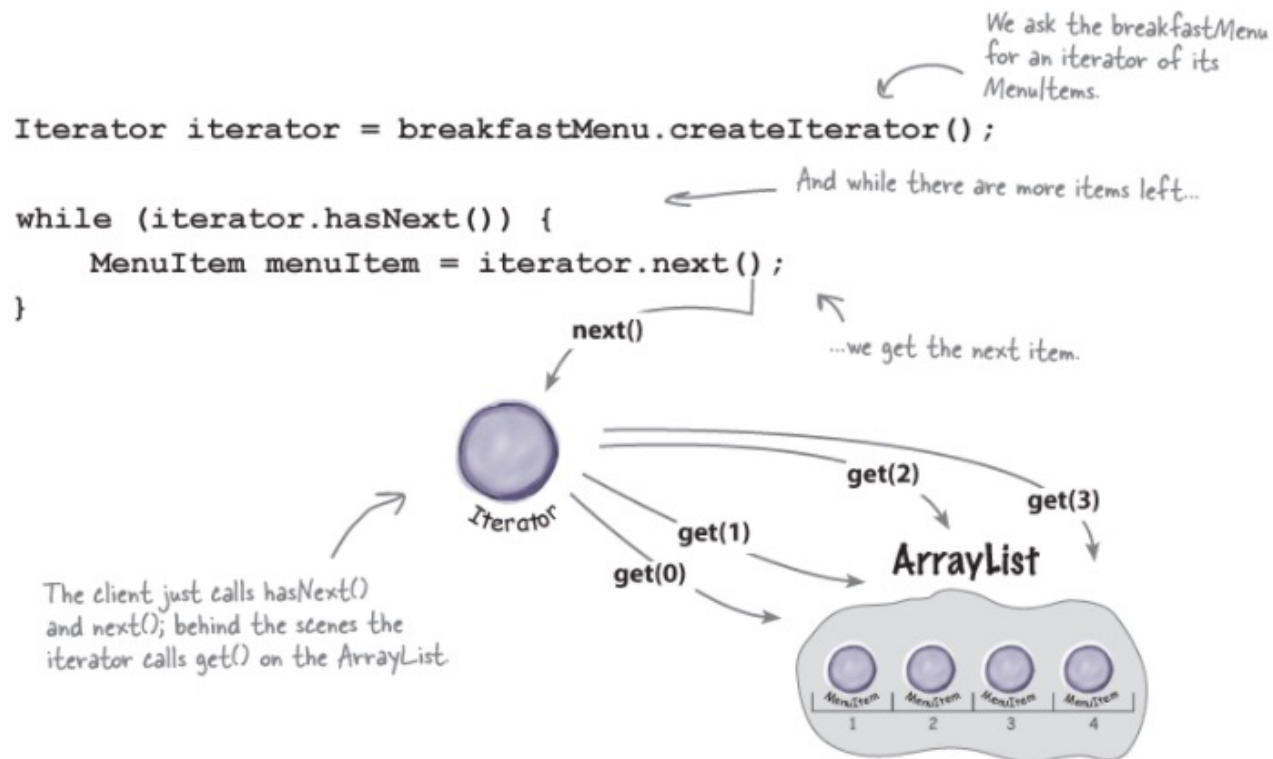 We ask the breakfastMenu
for an iterator of its
MenuItems.
Iterator iterator = breakfastMenu.createIterator();
And while there are more items left...
while (iterator.hasNext()) {
MenuItem menuItem = iterator.next();
}
next()
...we get the next item.
get(2)
get(3)
Iterator
get(1)
ArrayList
get(0)
The client just calls hasNext()
and next(); behind the scenes the
iterator calls get() on the ArrayList
MenuItem MenuItem MenuItem MenuItem
1 2 3 4